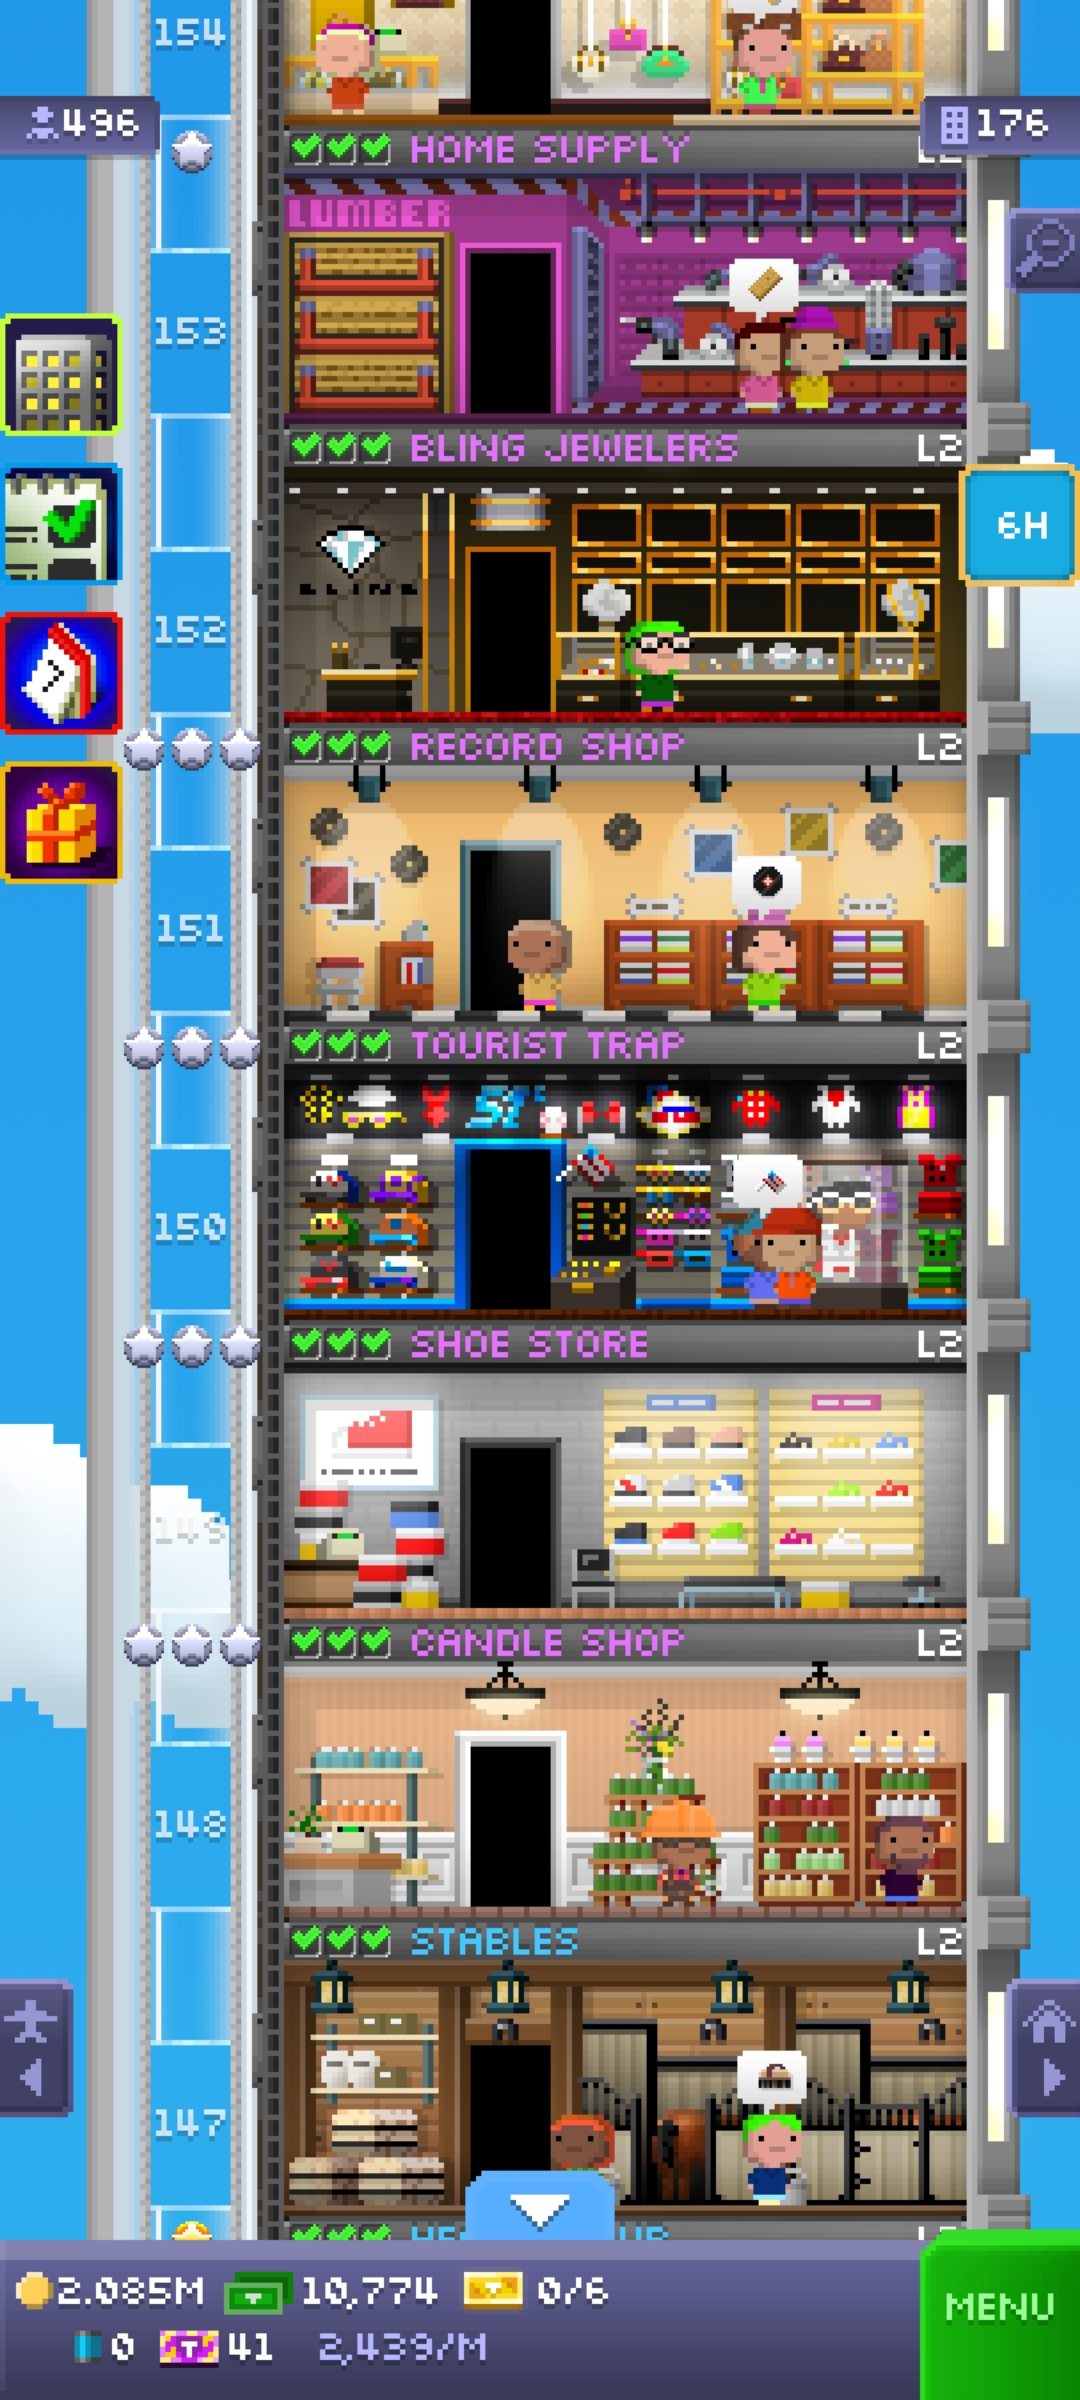 154
496
176
HOME SUPPLY
LUMBER
153
BLING JEWELERS L2
6H
BLING
152
RECORD SHOP L2
151
TOURIST TRAP L2
150
SHOE STORE L2
149
CANDLE SHOP L2
148
STABLES L2
147
2.085M 10,774 0/6
MENU
0 41 2,439/M